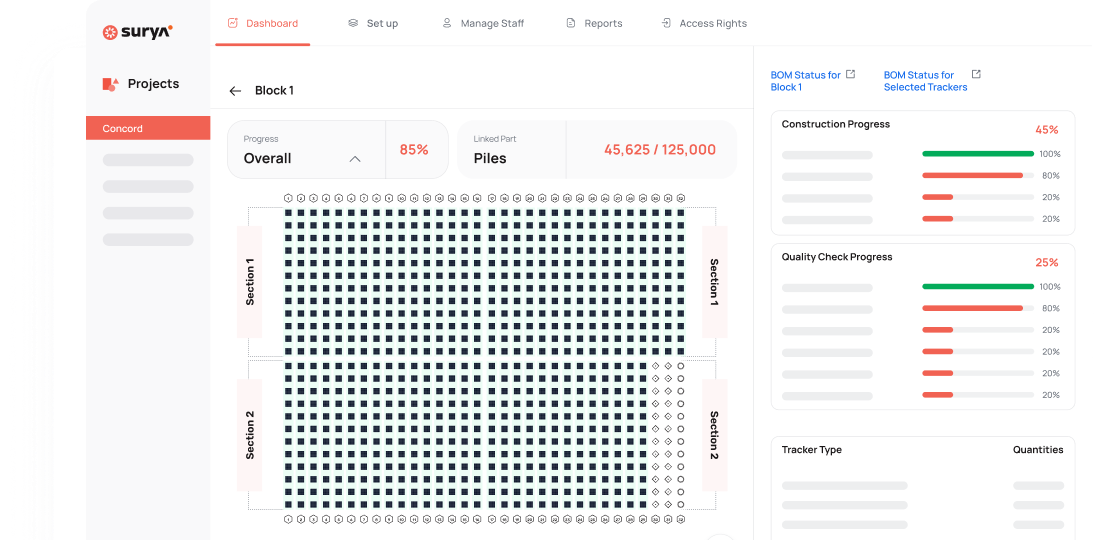 surya
Dashboard
Set up
Manage Staff
Reports
Access Rights
Projects
Concord
Block 1
Progress
Overall
85%
Linked Part
Piles
45,625 / 125,000
Section 1
Section 1
Section 2
Section 2
BOM Status for
Block 1
BOM Status for
Selected Trackers
Construction Progress
45%
100%
80%
20%
20%
Quality Check Progress
25%
100%
80%
20%
20%
20%
20%
Tracker Type
Quantities